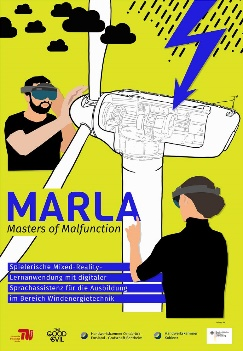 MARLA
Masters of Malfunction
Spielerische Mixed-Reality-
Lernanwendung mit digitaler
Sprachassistenz für die Ausbildung
im Bereich Windenergietechnik
THE
GOOD
EVIL